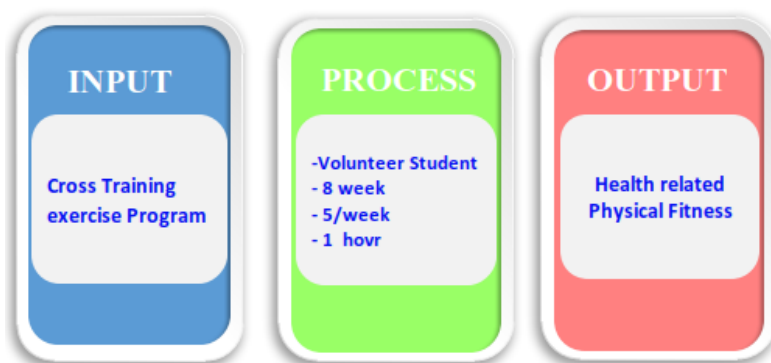 INPUT
Cross Training
exercise Program
PROCESS
-Volunteer Student
- 8 week
- 5/week
- 1 hovr
OUTPUT
Health related
Physical Fitness